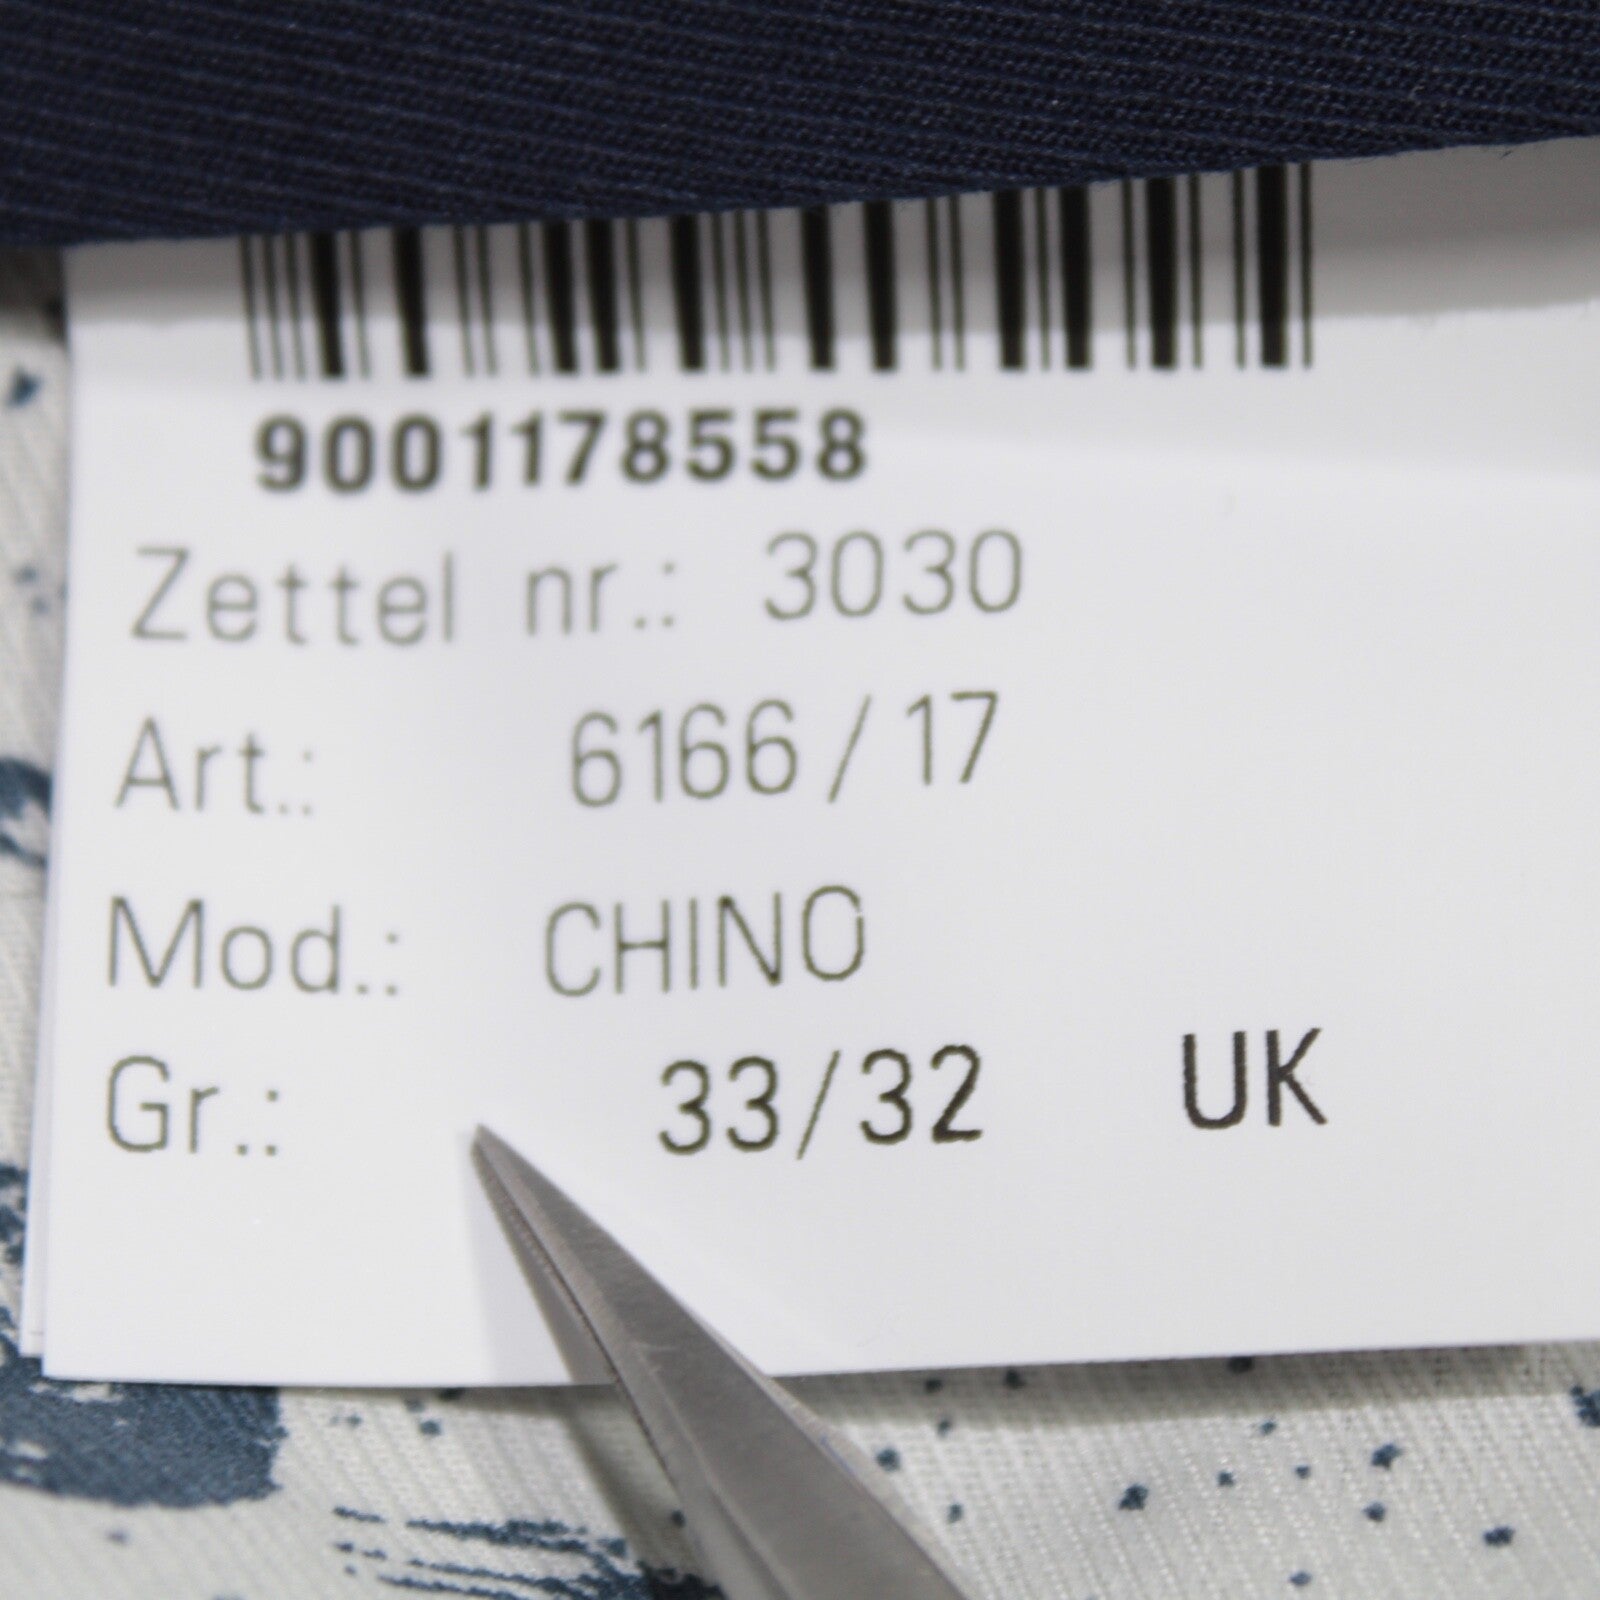 9001178558
Zettel nr.: 3030
Art.: 6166/17
Mod.: CHINO
Gr.: 33/32 UK